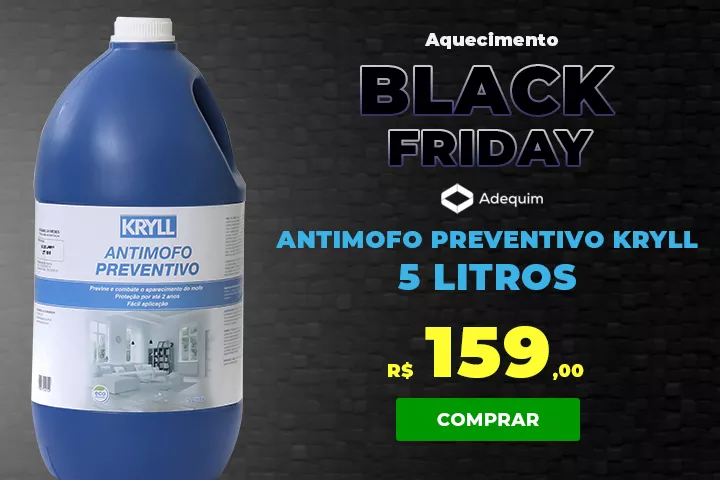 Aquecimento
BLACK
FRIDAY
Adequim
ANTIMOFO PREVENTIVO KRYLL
5 LITROS
R$ 159,00
COMPRAR
KRYLL
ANTIMOFO
PREVENTIVO
Previne e combate o aparecimento do mofo
Proteção por até 2 anos
Fácil aplicação
eco